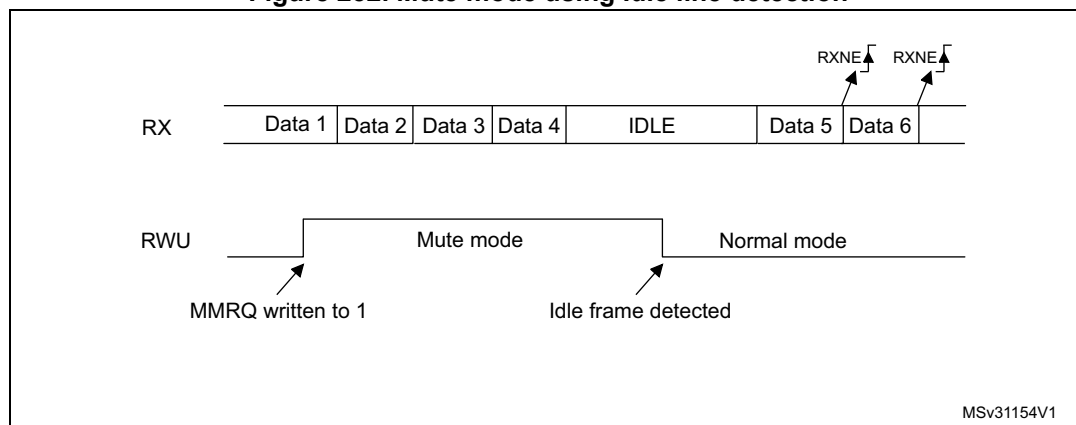 RXNE RXNE
RX Data 1 Data 2 Data 3 Data 4 IDLE Data 5 Data 6
RWU Mute mode Normal mode
MMRQ written to 1 Idle frame detected
MSv31154V1